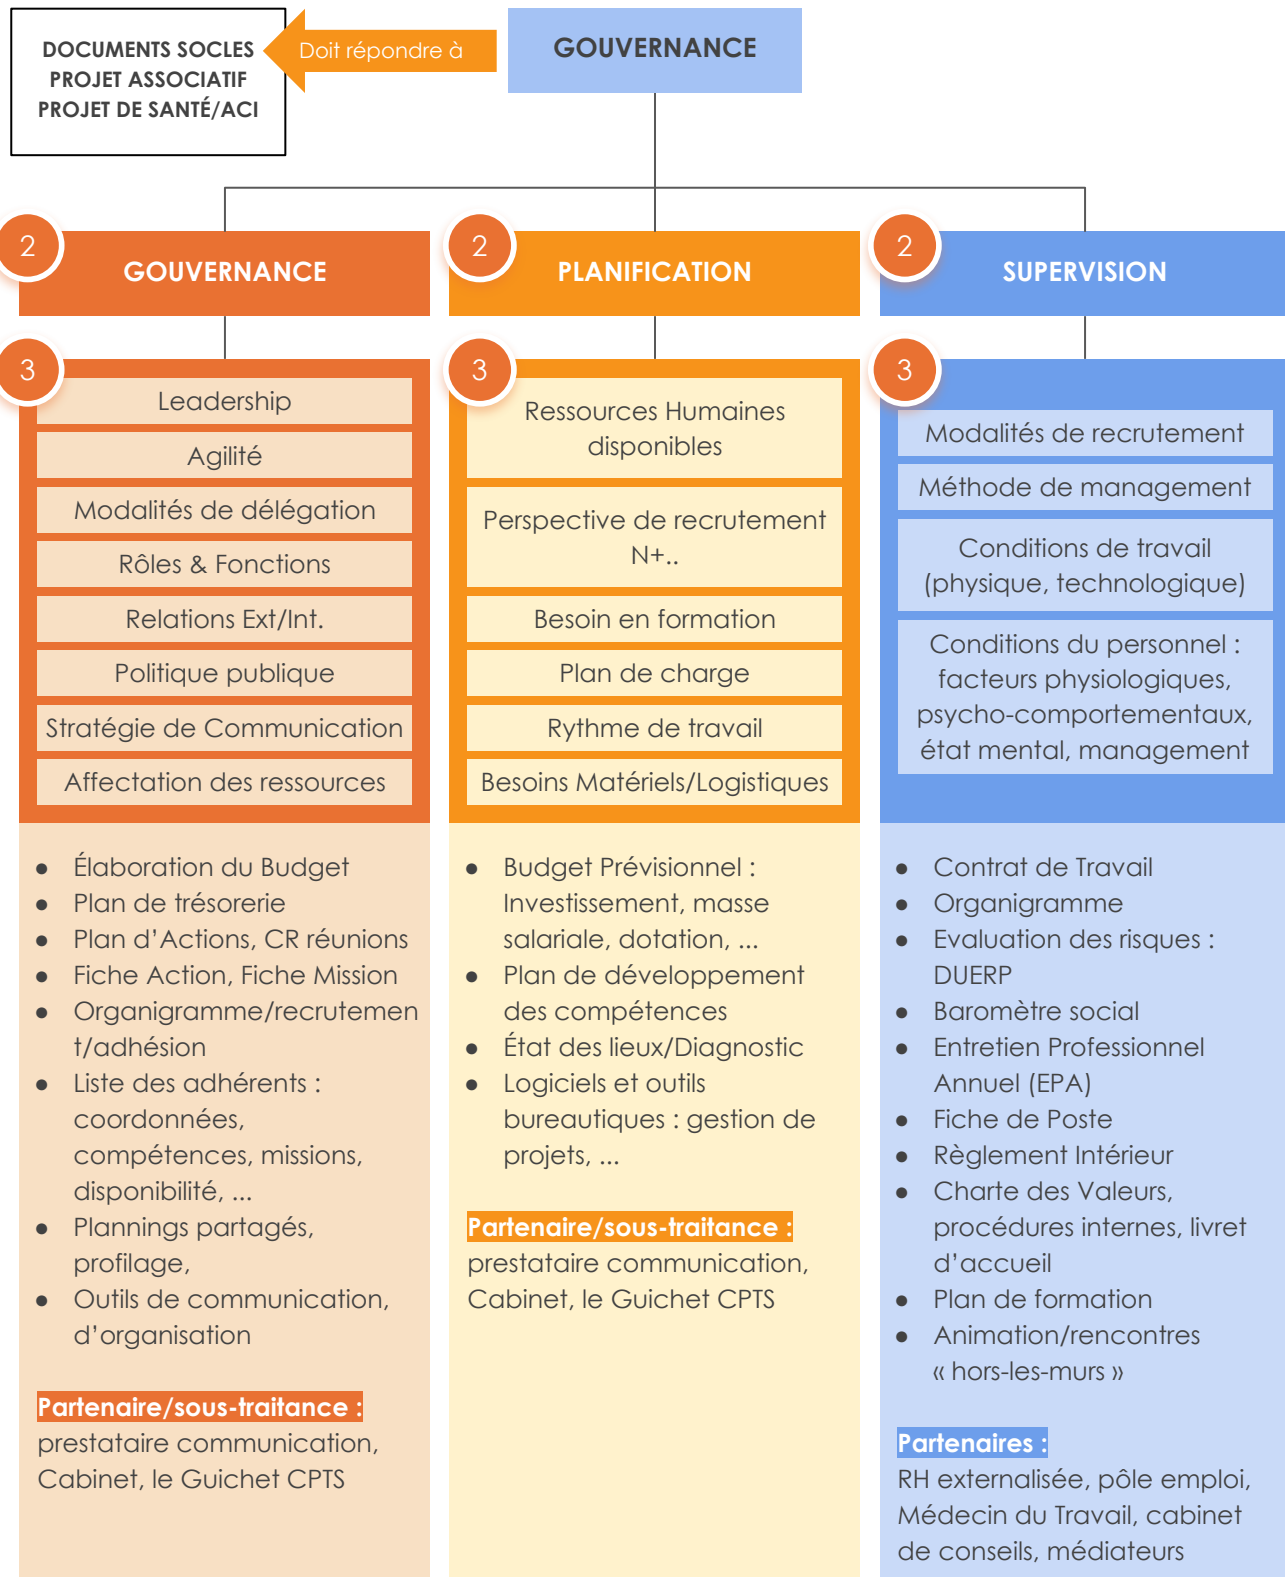 DOCUMENTS SOCLES
PROJET ASSOCIATIF
PROJET DE SANTÉ/ACI
Doit répondre à
GOUVERNANCE
2
GOUVERNANCE
3
Leadership
Agilité
Modalités de délégation
Rôles & Fonctions
Relations Ext/Int.
Politique publique
Stratégie de Communication
Affectation des ressources
● Élaboration du Budget
● Plan de trésorerie
● Plan d’Actions, CR réunions
● Fiche Action, Fiche Mission
● Organigramme/recrutemen
t/adhésion
● Liste des adhérents :
coordonnées,
compétences, missions,
disponibilité, ...
● Plannings partagés,
profilage,
● Outils de communication,
d’organisation
Partenaire/sous-traitance :
prestataire communication,
Cabinet, le Guichet CPTS
2
PLANIFICATION
3
Ressources Humaines
disponibles
Perspective de recrutement
N+..
Besoin en formation
Plan de charge
Rythme de travail
Besoins Matériels/Logistiques
● Budget Prévisionnel :
Investissement, masse
salariale, dotation, ...
● Plan de développement
des compétences
● État des lieux/Diagnostic
● Logiciels et outils
bureautiques : gestion de
projets, ...
Partenaire/sous-traitance :
prestataire communication,
Cabinet, le Guichet CPTS
2
SUPERVISION
3
Modalités de recrutement
Méthode de management
Conditions de travail
(physique, technologique)
Conditions du personnel :
facteurs physiologiques,
psycho-comportementaux,
état mental, management
● Contrat de Travail
● Organigramme
● Evaluation des risques :
DUERP
● Baromètre social
● Entretien Professionnel
Annuel (EPA)
● Fiche de Poste
● Règlement Intérieur
● Charte des Valeurs,
procédures internes, livret
d’accueil
● Plan de formation
● Animation/rencontres
« hors-les-murs »
Partenaires :
RH externalisée, pôle emploi,
Médecin du Travail, cabinet
de conseils, médiateurs